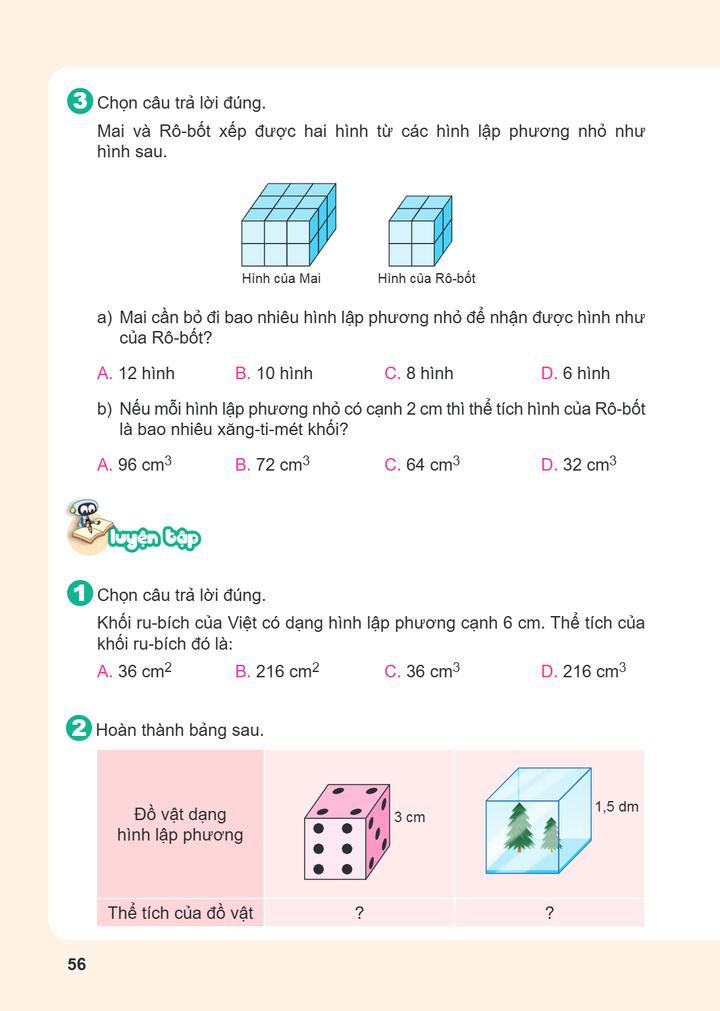 3 Chọn câu trả lời đúng.
Mai và Rô-bốt xếp được hai hình từ các hình lập phương nhỏ như
hình sau.
Hình của Mai Hình của Rô-bốt
a) Mai cần bỏ đi bao nhiêu hình lập phương nhỏ để nhận được hình như
của Rô-bốt?
A. 12 hình B. 10 hình C. 8 hình D. 6 hình
b) Nếu mỗi hình lập phương nhỏ có cạnh 2 cm thì thể tích hình của Rô-bốt
là bao nhiêu xăng-ti-mét khối?
A. 96 cm³ B. 72 cm³ C. 64 cm³ D. 32 cm³
luyện tập
1 Chọn câu trả lời đúng.
Khối ru-bích của Việt có dạng hình lập phương cạnh 6 cm. Thể tích của
khối ru-bích đó là:
A. 36 cm² B. 216 cm² C. 36 cm³ D. 216 cm³
2 Hoàn thành bảng sau.
Đồ vật dạng
hình lập phương
3 cm
1,5 dm
Thể tích của đồ vật ? ?
56